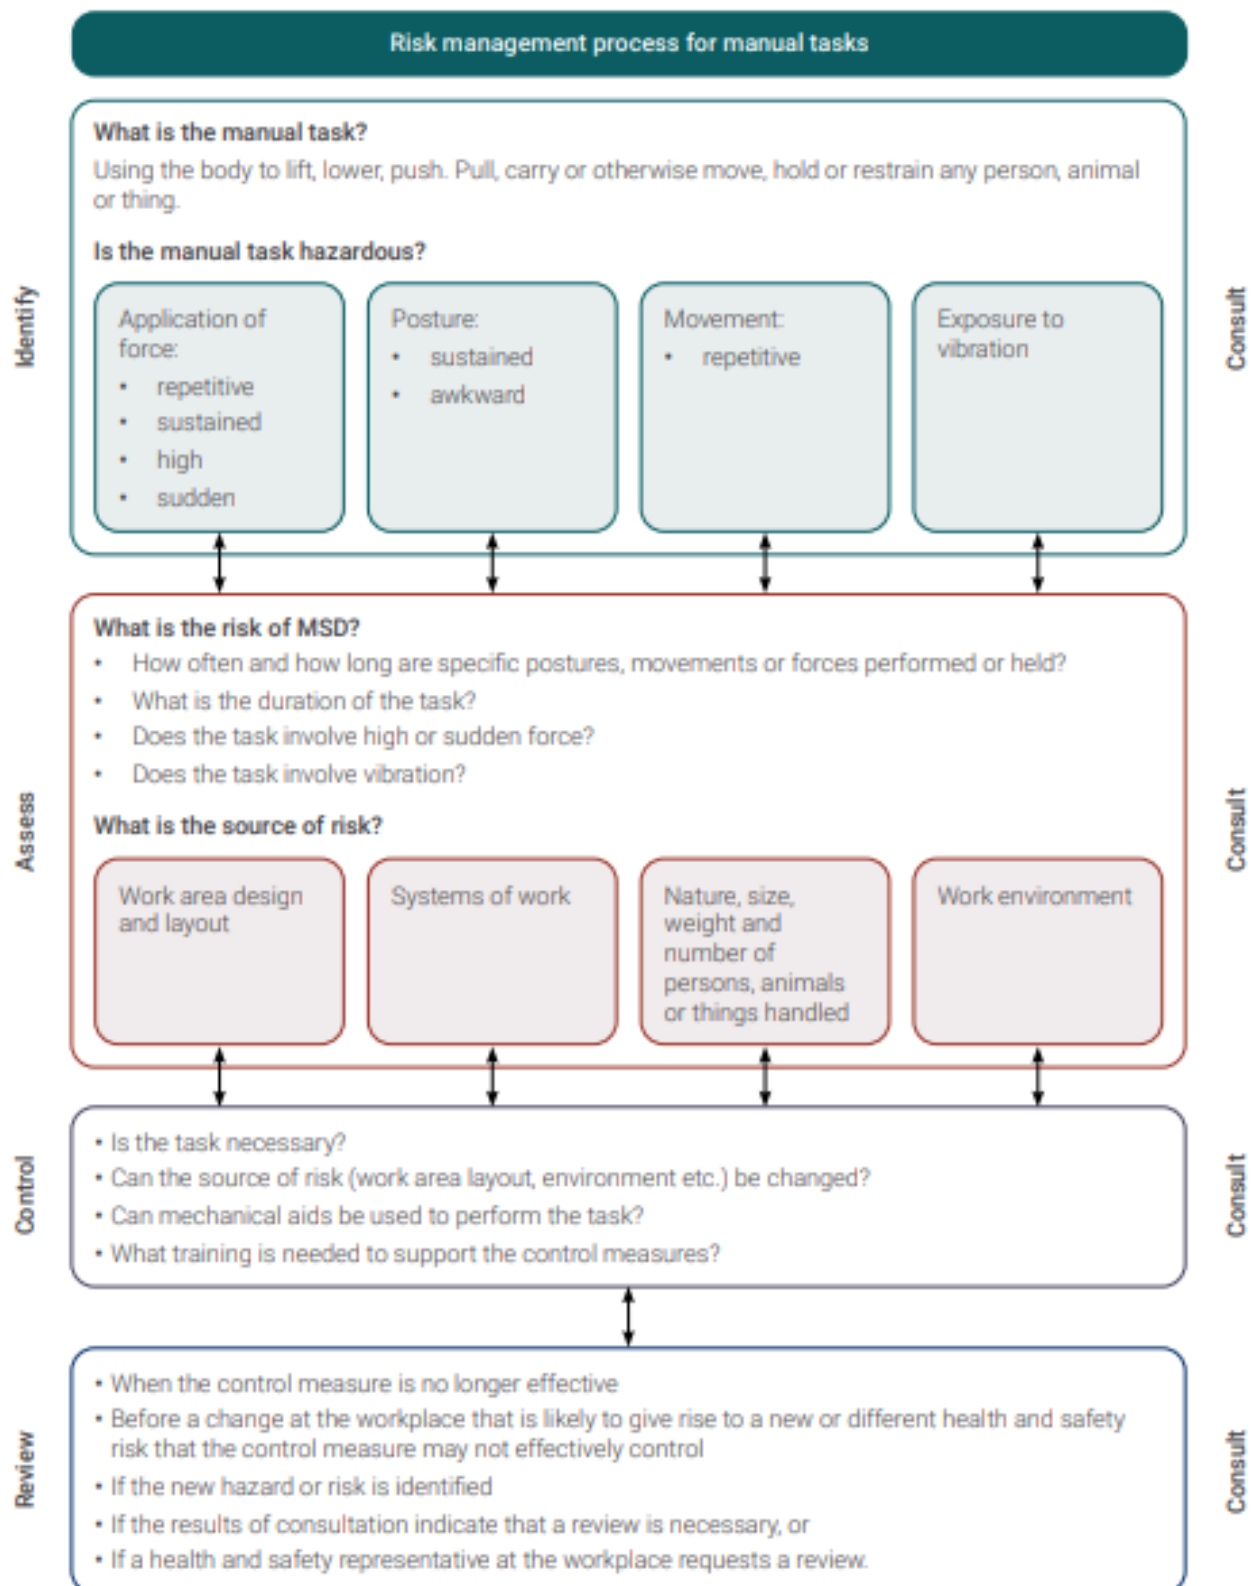 Risk management process for manual tasks
Identify
Consult
What is the manual task?
Using the body to lift, lower, push. Pull, carry or otherwise move, hold or restrain any person, animal
or thing.
Is the manual task hazardous?
Application of
force:
• repetitive
• sustained
• high
• sudden
Posture:
• sustained
• awkward
Movement:
• repetitive
Exposure to
vibration
Assess
Consult
What is the risk of MSD?
• How often and how long are specific postures, movements or forces performed or held?
• What is the duration of the task?
• Does the task involve high or sudden force?
• Does the task involve vibration?
What is the source of risk?
Work area design
and layout
Systems of work
Nature, size,
weight and
number of
persons, animals
or things handled
Work environment
Control
Consult
• Is the task necessary?
• Can the source of risk (work area layout, environment etc.) be changed?
• Can mechanical aids be used to perform the task?
• What training is needed to support the control measures?
Review
Consult
• When the control measure is no longer effective
• Before a change at the workplace that is likely to give rise to a new or different health and safety
risk that the control measure may not effectively control
• If the new hazard or risk is identified
• If the results of consultation indicate that a review is necessary, or
• If a health and safety representative at the workplace requests a review.